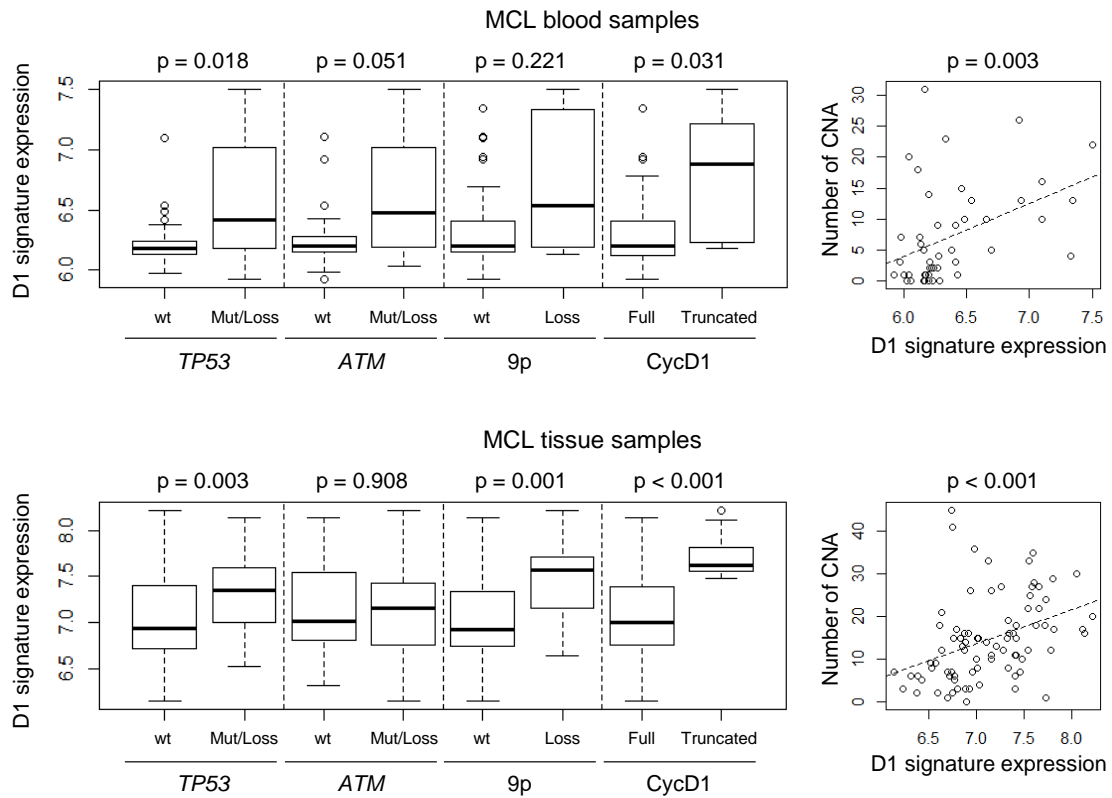 MCL blood samples
p = 0.018 p = 0.051 p = 0.221 p = 0.031 p = 0.003
D1 signature expression
7.5
7.0
6.5
6.0
wt Mut/Loss wt Mut/Loss wt Loss Full Truncated
TP53 ATM 9p CycD1
Number of CNA
30
25
20
15
10
5
0
6.0 6.5 7.0 7.5
D1 signature expression
MCL tissue samples
p = 0.003 p = 0.908 p = 0.001 p < 0.001 p < 0.001
D1 signature expression
8.0
7.5
7.0
6.5
wt Mut/Loss wt Mut/Loss wt Loss Full Truncated
TP53 ATM 9p CycD1
Number of CNA
40
30
20
10
0
6.5 7.0 7.5 8.0
D1 signature expression